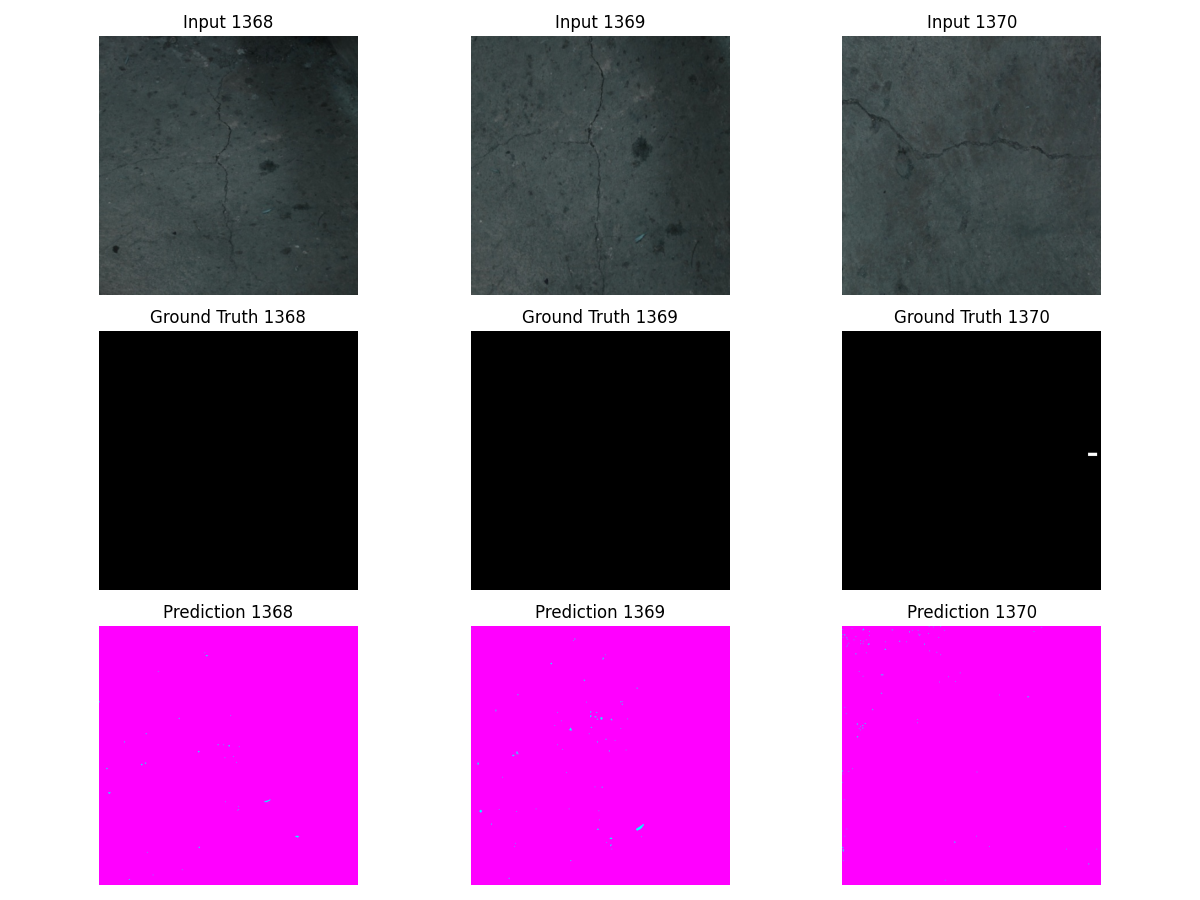 Input 1368
Input 1369
Input 1370
Ground Truth 1368
Ground Truth 1369
Ground Truth 1370
Prediction 1368
Prediction 1369
Prediction 1370